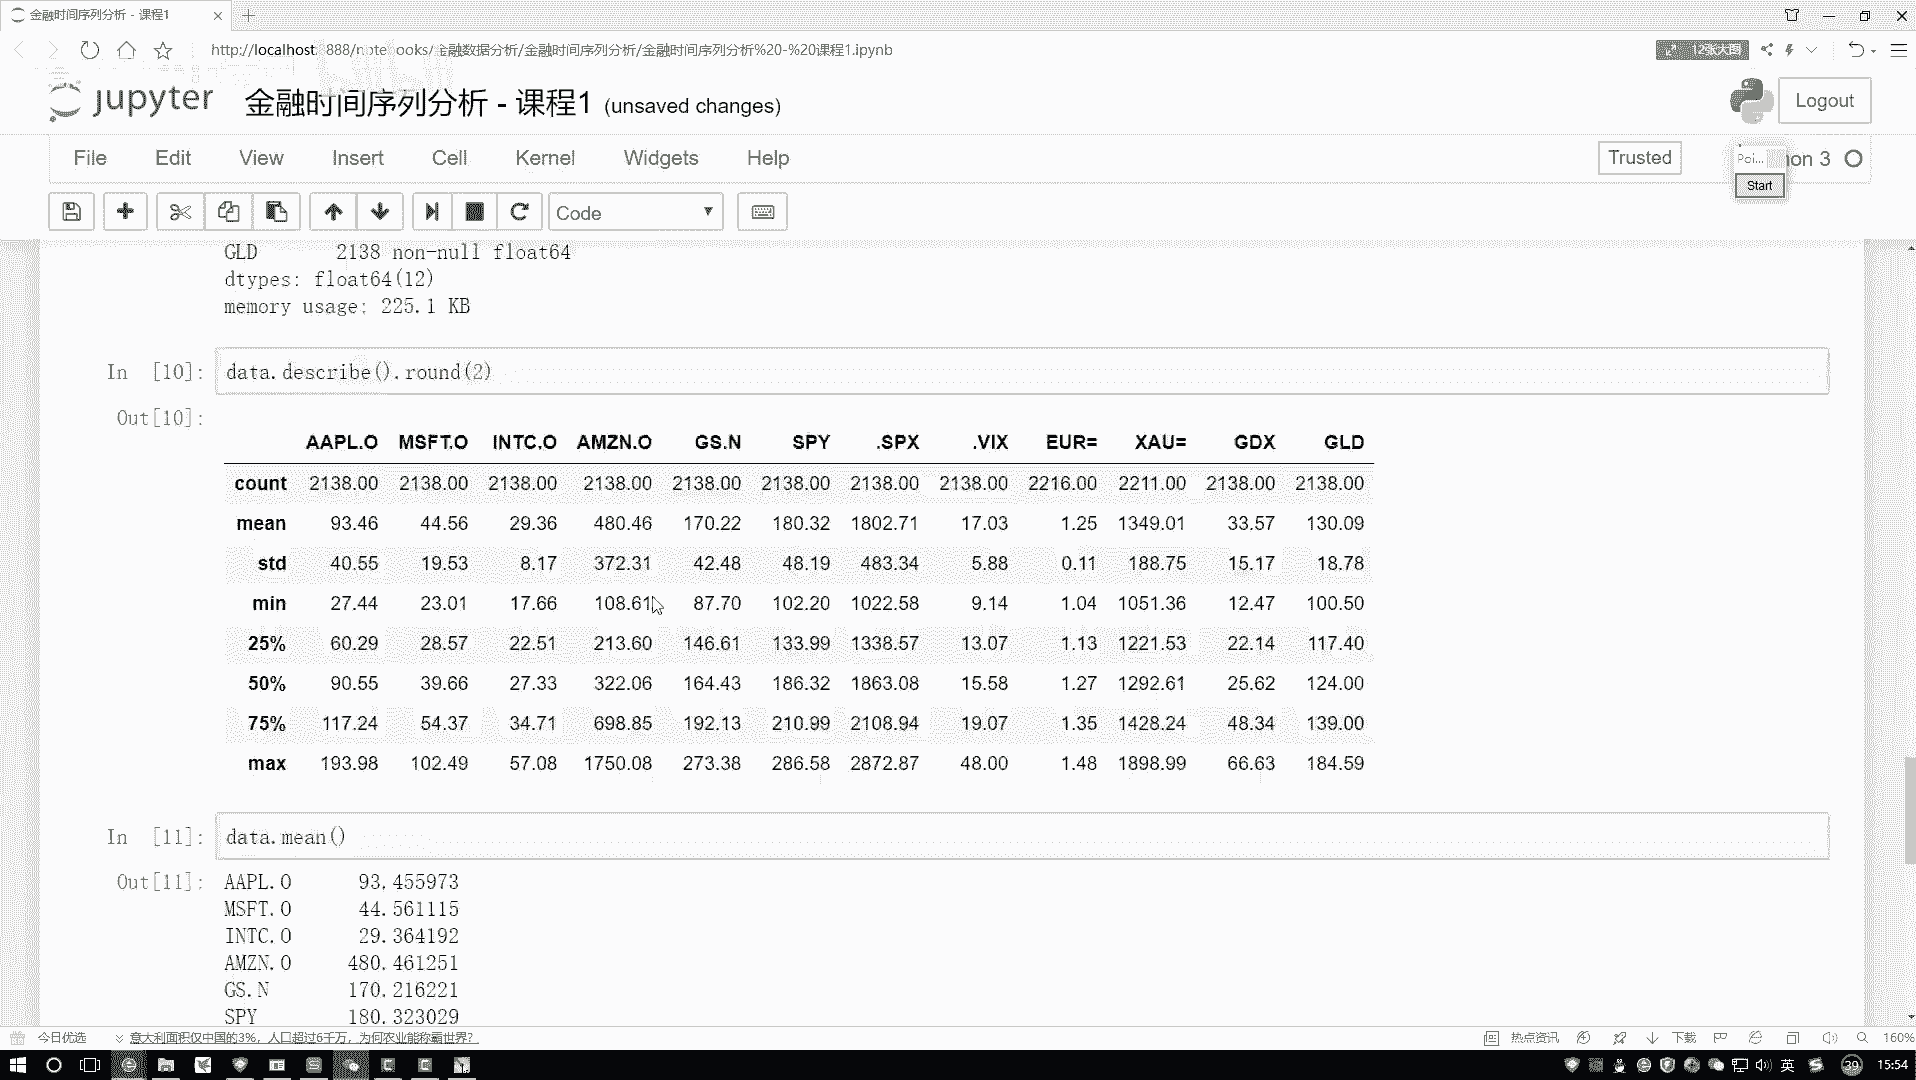 金融时间序列分析 - 课程1
http://localhost:8888/notebooks/金融数据分析/金融时间序列分析/金融时间序列分析%20-%20课程1.ipynb
12张大图
jupyter 金融时间序列分析 - 课程1 (unsaved changes)
Logout
File Edit View Insert Cell Kernel Widgets Help
Trusted
Poi...
hon 3
Start
Code
GLD 2138 non-null float64
dtypes: float64(12)
memory usage: 225.1 KB
In [10]: data.describe().round(2)
Out[10]:
AAPL.O MSFT.O INTC.O AMZN.O GS.N SPY .SPX .VIX EUR= XAU= GDX GLD
count 2138.00 2138.00 2138.00 2138.00 2138.00 2138.00 2138.00 2138.00 2216.00 2211.00 2138.00 2138.00
mean 93.46 44.56 29.36 480.46 170.22 180.32 1802.71 17.03 1.25 1349.01 33.57 130.09
std 40.55 19.53 8.17 372.31 42.48 48.19 483.34 5.88 0.11 188.75 15.17 18.78
min 27.44 23.01 17.66 108.61 87.70 102.20 1022.58 9.14 1.04 1051.36 12.47 100.50
25% 60.29 28.57 22.51 213.60 146.61 133.99 1338.57 13.07 1.13 1221.53 22.14 117.40
50% 90.55 39.66 27.33 322.06 164.43 186.32 1863.08 15.58 1.27 1292.61 25.62 124.00
75% 117.24 54.37 34.71 698.85 192.13 210.99 2108.94 19.07 1.35 1428.24 48.34 139.00
max 193.98 102.49 57.08 1750.08 273.38 286.58 2872.87 48.00 1.48 1898.99 66.63 184.59
In [11]: data.mean()
Out[11]: AAPL.O 93.455973
MSFT.O 44.561115
INTC.O 29.364192
AMZN.O 480.461251
GS.N 170.216221
SPY 180.323029
今日优选 意大利面积仅中国的3%，人口超过6千万，为何农业能称霸世界? 热点资讯 下载 160%
英 39 15:54